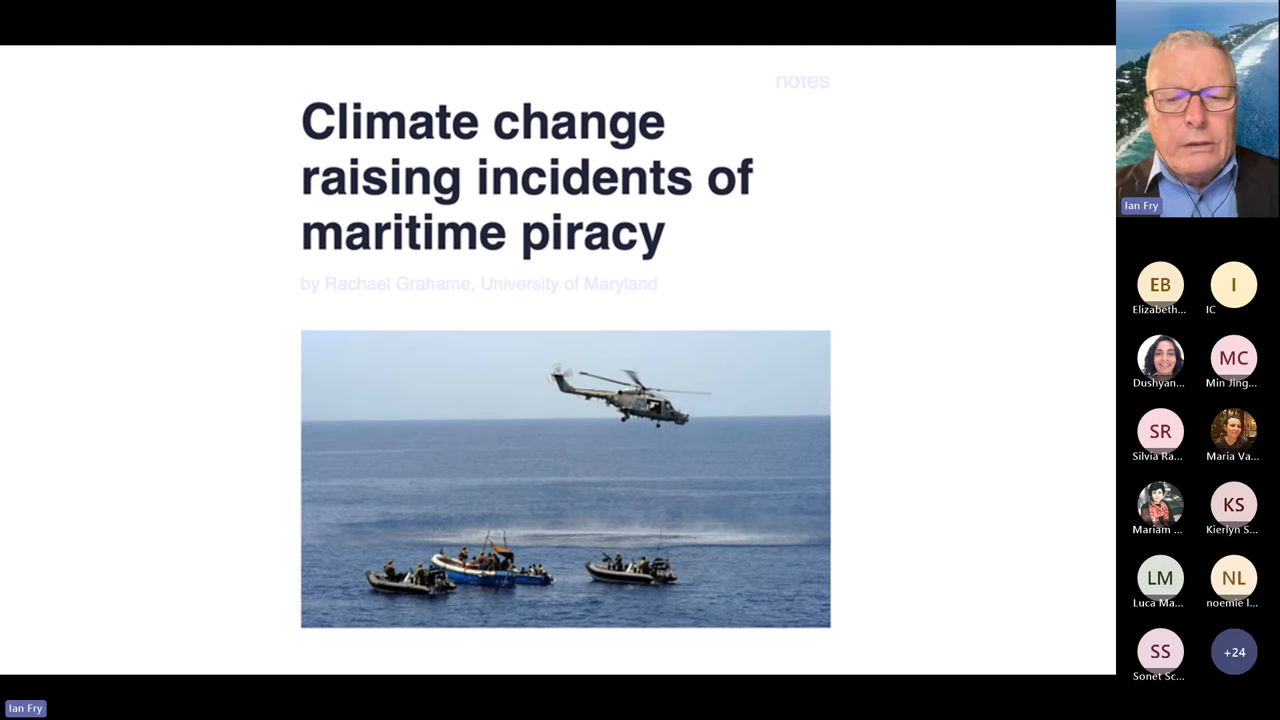 notes
Climate change
raising incidents of
maritime piracy
by Rachael Grahame, University of Maryland
Ian Fry
EB
Elizabeth...
I
IC
Dushyan...
MC
Min Jing...
SR
Silvia Ra...
Maria Va...
Mariam ...
KS
Kierlyn S...
LM
Luca Ma...
NL
noemie l...
SS
Sonet Sc...
+24
Ian Fry